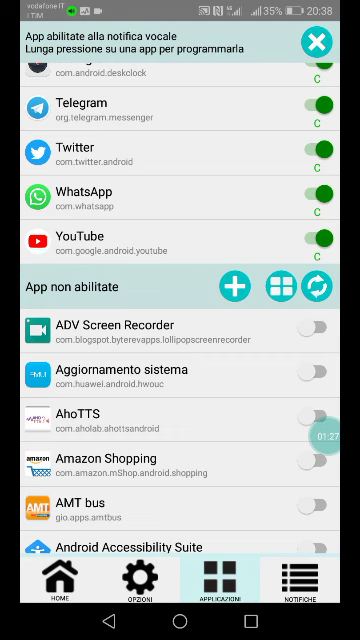 vodafone IT
I TIM
35% 20:38
App abilitate alla notifica vocale
Lunga pressione su una app per programmarla
com.android.deskclock
C
Telegram
org.telegram.messenger
C
Twitter
com.twitter.android
C
WhatsApp
com.whatsapp
C
YouTube
com.google.android.youtube
C
App non abilitate
ADV Screen Recorder
com.blogspot.byterevapps.lollipopscreenrecorder
EMUI
Aggiornamento sistema
com.huawei.android.hwouc
AhoTTS
com.aholab.ahottsandroid
01:27
amazon
Amazon Shopping
com.amazon.mShop.android.shopping
AMT
AMT bus
gio.apps.amtbus
Android Accessibility Suite
HOME
OPZIONI
APPLICAZIONI
NOTIFICHE